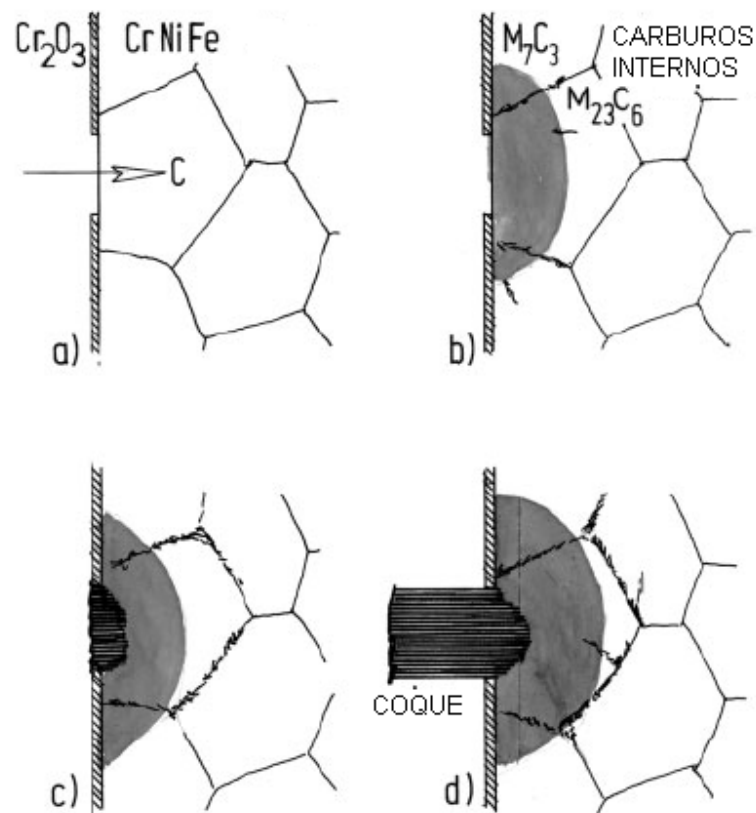 Cr₂O₃ CrNiFe
C
a)
M₇C₃ CARBUROS
INTERNOS
M₂₃C₆
b)
c)
COQUE
d)